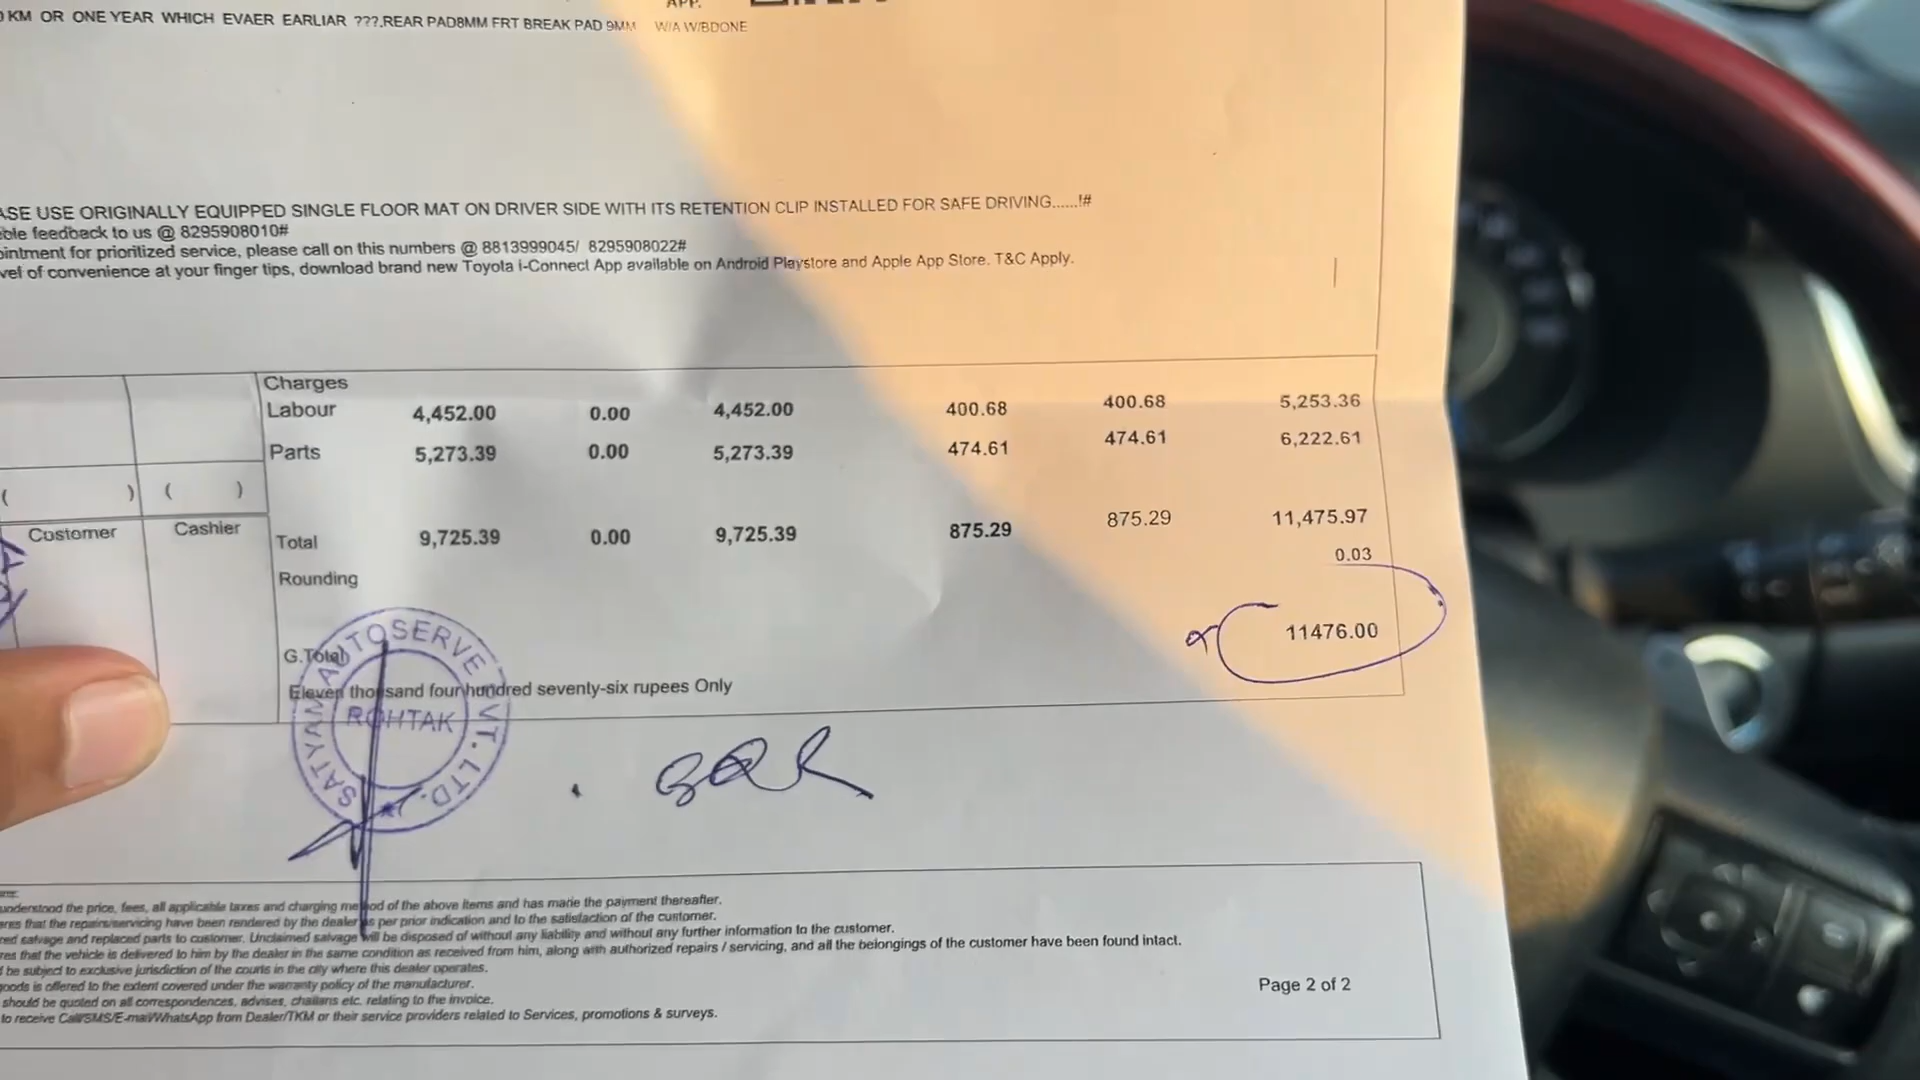 APP.
KM OR ONE YEAR WHICH EVAER EARLIAR ???.REAR PAD8MM FRT BREAK PAD 9MM W/A W/BDONE
ASE USE ORIGINALLY EQUIPPED SINGLE FLOOR MAT ON DRIVER SIDE WITH ITS RETENTION CLIP INSTALLED FOR SAFE DRIVING......!#
ble feedback to us @ 8295908010#
ointment for prioritized service, please call on this numbers @ 8813999045/ 8295908022#
vel of convenience at your finger tips, download brand new Toyota i-Connect App available on Android Playstore and Apple App Store. T&C Apply.
Charges
Labour 4,452.00 0.00 4,452.00 400.68 400.68 5,253.36
Parts 5,273.39 0.00 5,273.39 474.61 474.61 6,222.61
( ) ( )
Customer Cashier
Total 9,725.39 0.00 9,725.39 875.29 875.29 11,475.97
Rounding 0.03
G.Total 11476.00
Eleven thousand four hundred seventy-six rupees Only
SATYAM AUTOSERVE PVT. LTD.
ROHTAK
understood the price, fees, all applicable taxes and charging method of the above items and has made the payment thereafter.
res that the repairs/servicing have been rendered by the dealer as per prior indication and to the satisfaction of the customer.
red salvage and replaced parts to customer. Unclaimed salvage will be disposed of without any liability and without any further information to the customer.
res that the vehicle is delivered to him by the dealer in the same condition as received from him, along with authorized repairs / servicing, and all the belongings of the customer have been found intact.
be subject to exclusive jurisdiction of the courts in the city where this dealer operates.
goods is offered to the extent covered under the warranty policy of the manufacturer.
should be quoted on all correspondences, advises, challans etc. relating to the invoice.
to receive Call/SMS/E-mail/WhatsApp from Dealer/TKM or their service providers related to Services, promotions & surveys.
Page 2 of 2